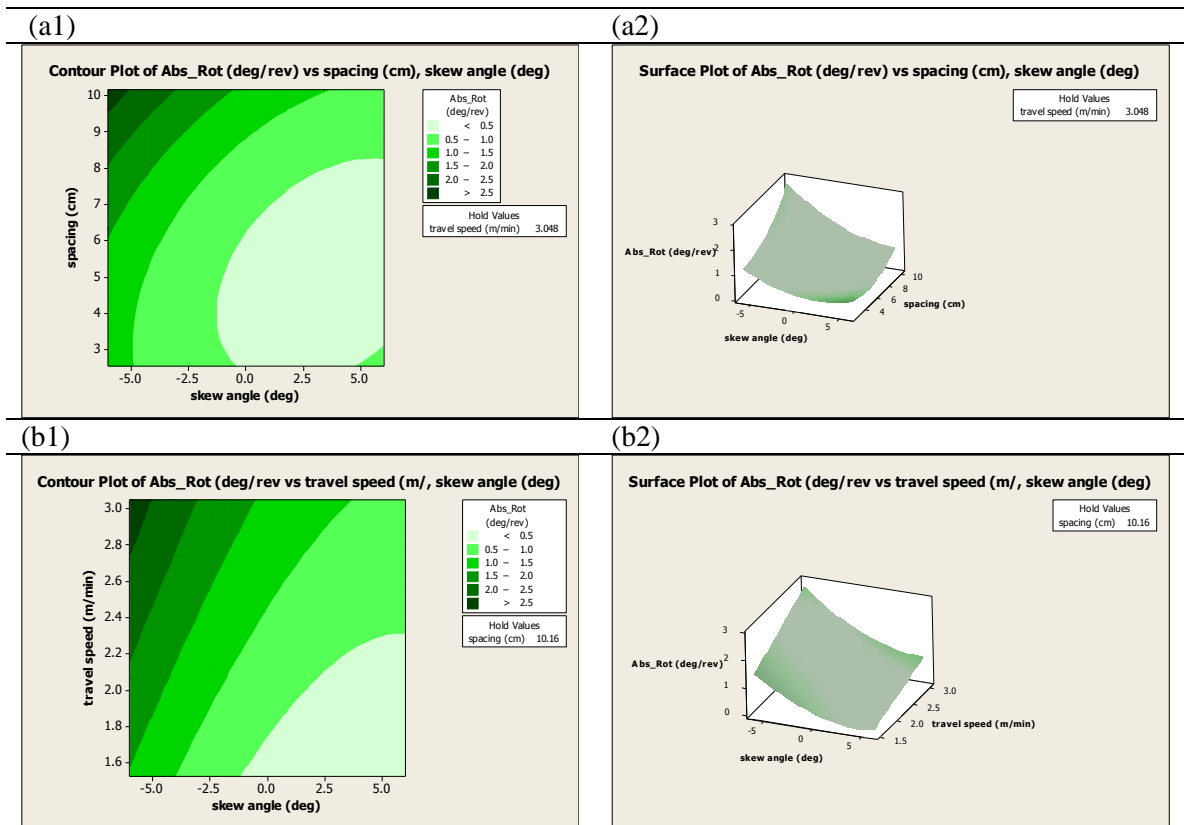 (a1)
(a2)
Contour Plot of Abs_Rot (deg/rev) vs spacing (cm), skew angle (deg)
10
9
8
7
6
5
4
3
spacing (cm)
-5.0
-2.5
0.0
2.5
5.0
skew angle (deg)
Abs_Rot
(deg/rev)
< 0.5
0.5 – 1.0
1.0 – 1.5
1.5 – 2.0
2.0 – 2.5
> 2.5
Hold Values
travel speed (m/min) 3.048
Surface Plot of Abs_Rot (deg/rev) vs spacing (cm), skew angle (deg)
Hold Values
travel speed (m/min) 3.048
3
2
1
0
Abs_Rot (deg/rev)
-5
0
5
skew angle (deg)
4
6
8
10
spacing (cm)
(b1)
(b2)
Contour Plot of Abs_Rot (deg/rev vs travel speed (m/, skew angle (deg)
3.0
2.8
2.6
2.4
2.2
2.0
1.8
1.6
travel speed (m/min)
-5.0
-2.5
0.0
2.5
5.0
skew angle (deg)
Abs_Rot
(deg/rev)
< 0.5
0.5 – 1.0
1.0 – 1.5
1.5 – 2.0
2.0 – 2.5
> 2.5
Hold Values
spacing (cm) 10.16
Surface Plot of Abs_Rot (deg/rev vs travel speed (m/, skew angle (deg)
Hold Values
spacing (cm) 10.16
3
2
1
0
Abs_Rot (deg/rev)
-5
0
5
skew angle (deg)
1.5
2.0
2.5
3.0
travel speed (m/min)